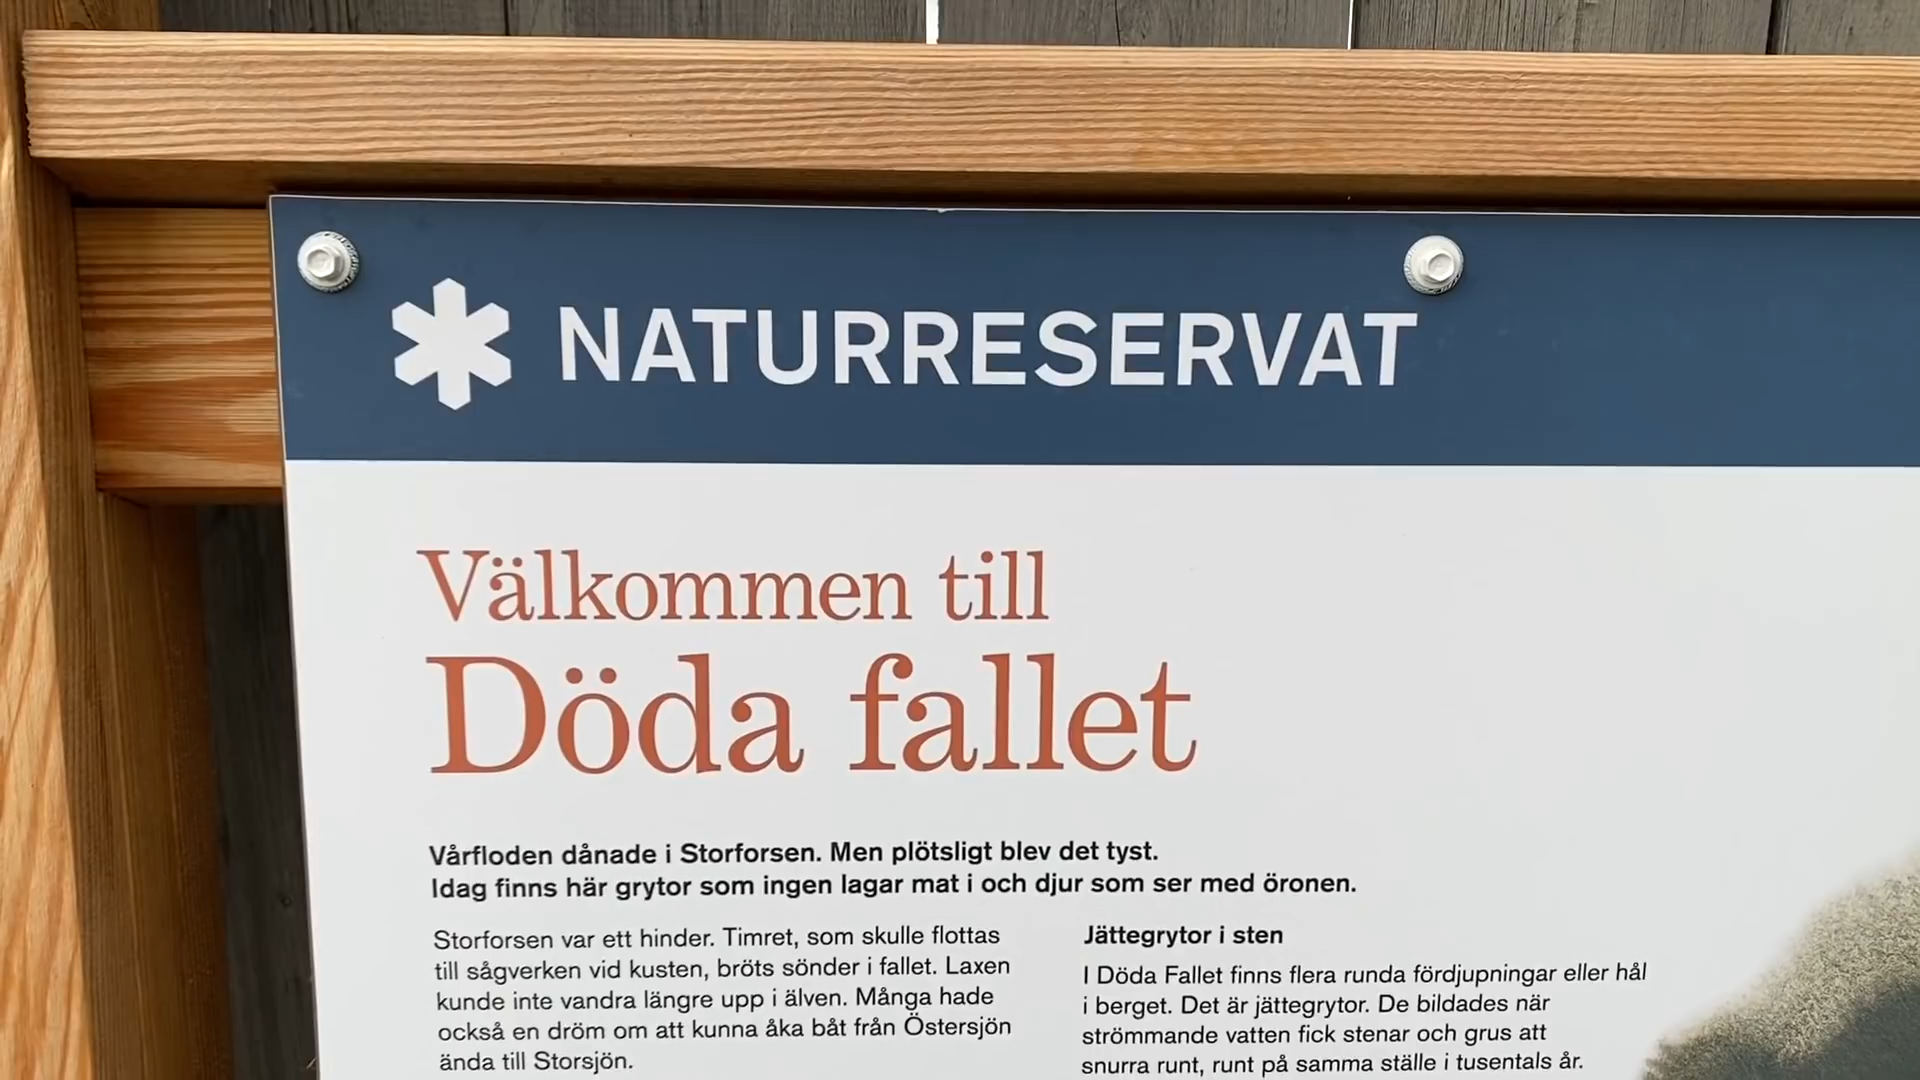 NATURRESERVAT
Välkommen till
Döda fallet
Vårfloden dånade i Storforsen. Men plötsligt blev det tyst.
Idag finns här grytor som ingen lagar mat i och djur som ser med öronen.
Storforsen var ett hinder. Timret, som skulle flottas
till sågverken vid kusten, bröts sönder i fallet. Laxen
kunde inte vandra längre upp i älven. Många hade
också en dröm om att kunna åka båt från Östersjön
ända till Storsjön.
Jättegrytor i sten
I Döda Fallet finns flera runda fördjupningar eller hål
i berget. Det är jättegrytor. De bildades när
strömmande vatten fick stenar och grus att
snurra runt, runt på samma ställe i tusentals år.